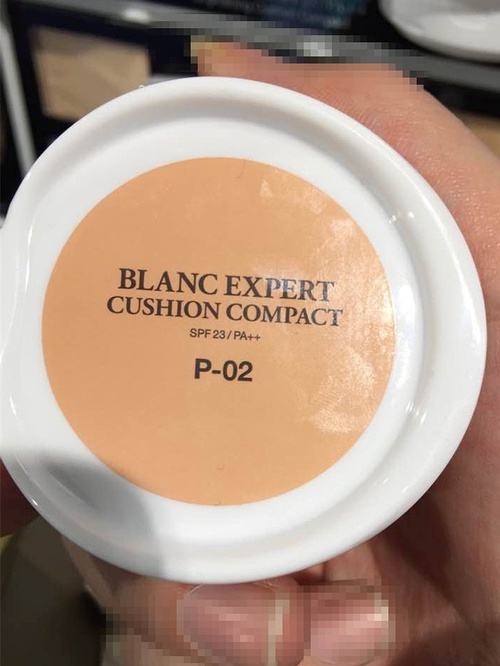 BLANC EXPERT
CUSHION COMPACT
SPF 23 / PA++
P-02